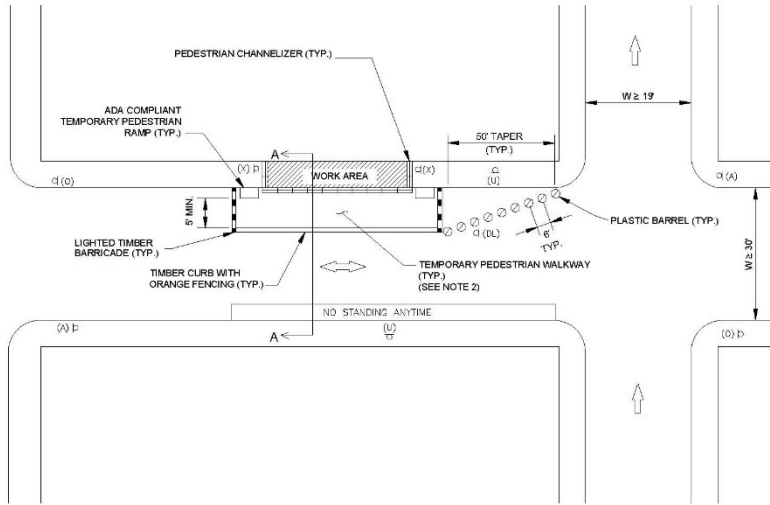 PEDESTRIAN CHANNELIZER (TYP.)
W ≥ 19'
ADA COMPLIANT
TEMPORARY PEDESTRIAN
RAMP (TYP.)
50' TAPER
(TYP.)
A
(X)
(X)
(U)
(O)
WORK AREA
(A)
5' MIN.
PLASTIC BARREL (TYP.)
(DL)
6'
TYP.
LIGHTED TIMBER
BARRICADE (TYP.)
TIMBER CURB WITH
ORANGE FENCING (TYP.)
TEMPORARY PEDESTRIAN WALKWAY
(TYP.)
(SEE NOTE 2)
W ≥ 30'
NO STANDING ANYTIME
(A)
A
(U)
(O)